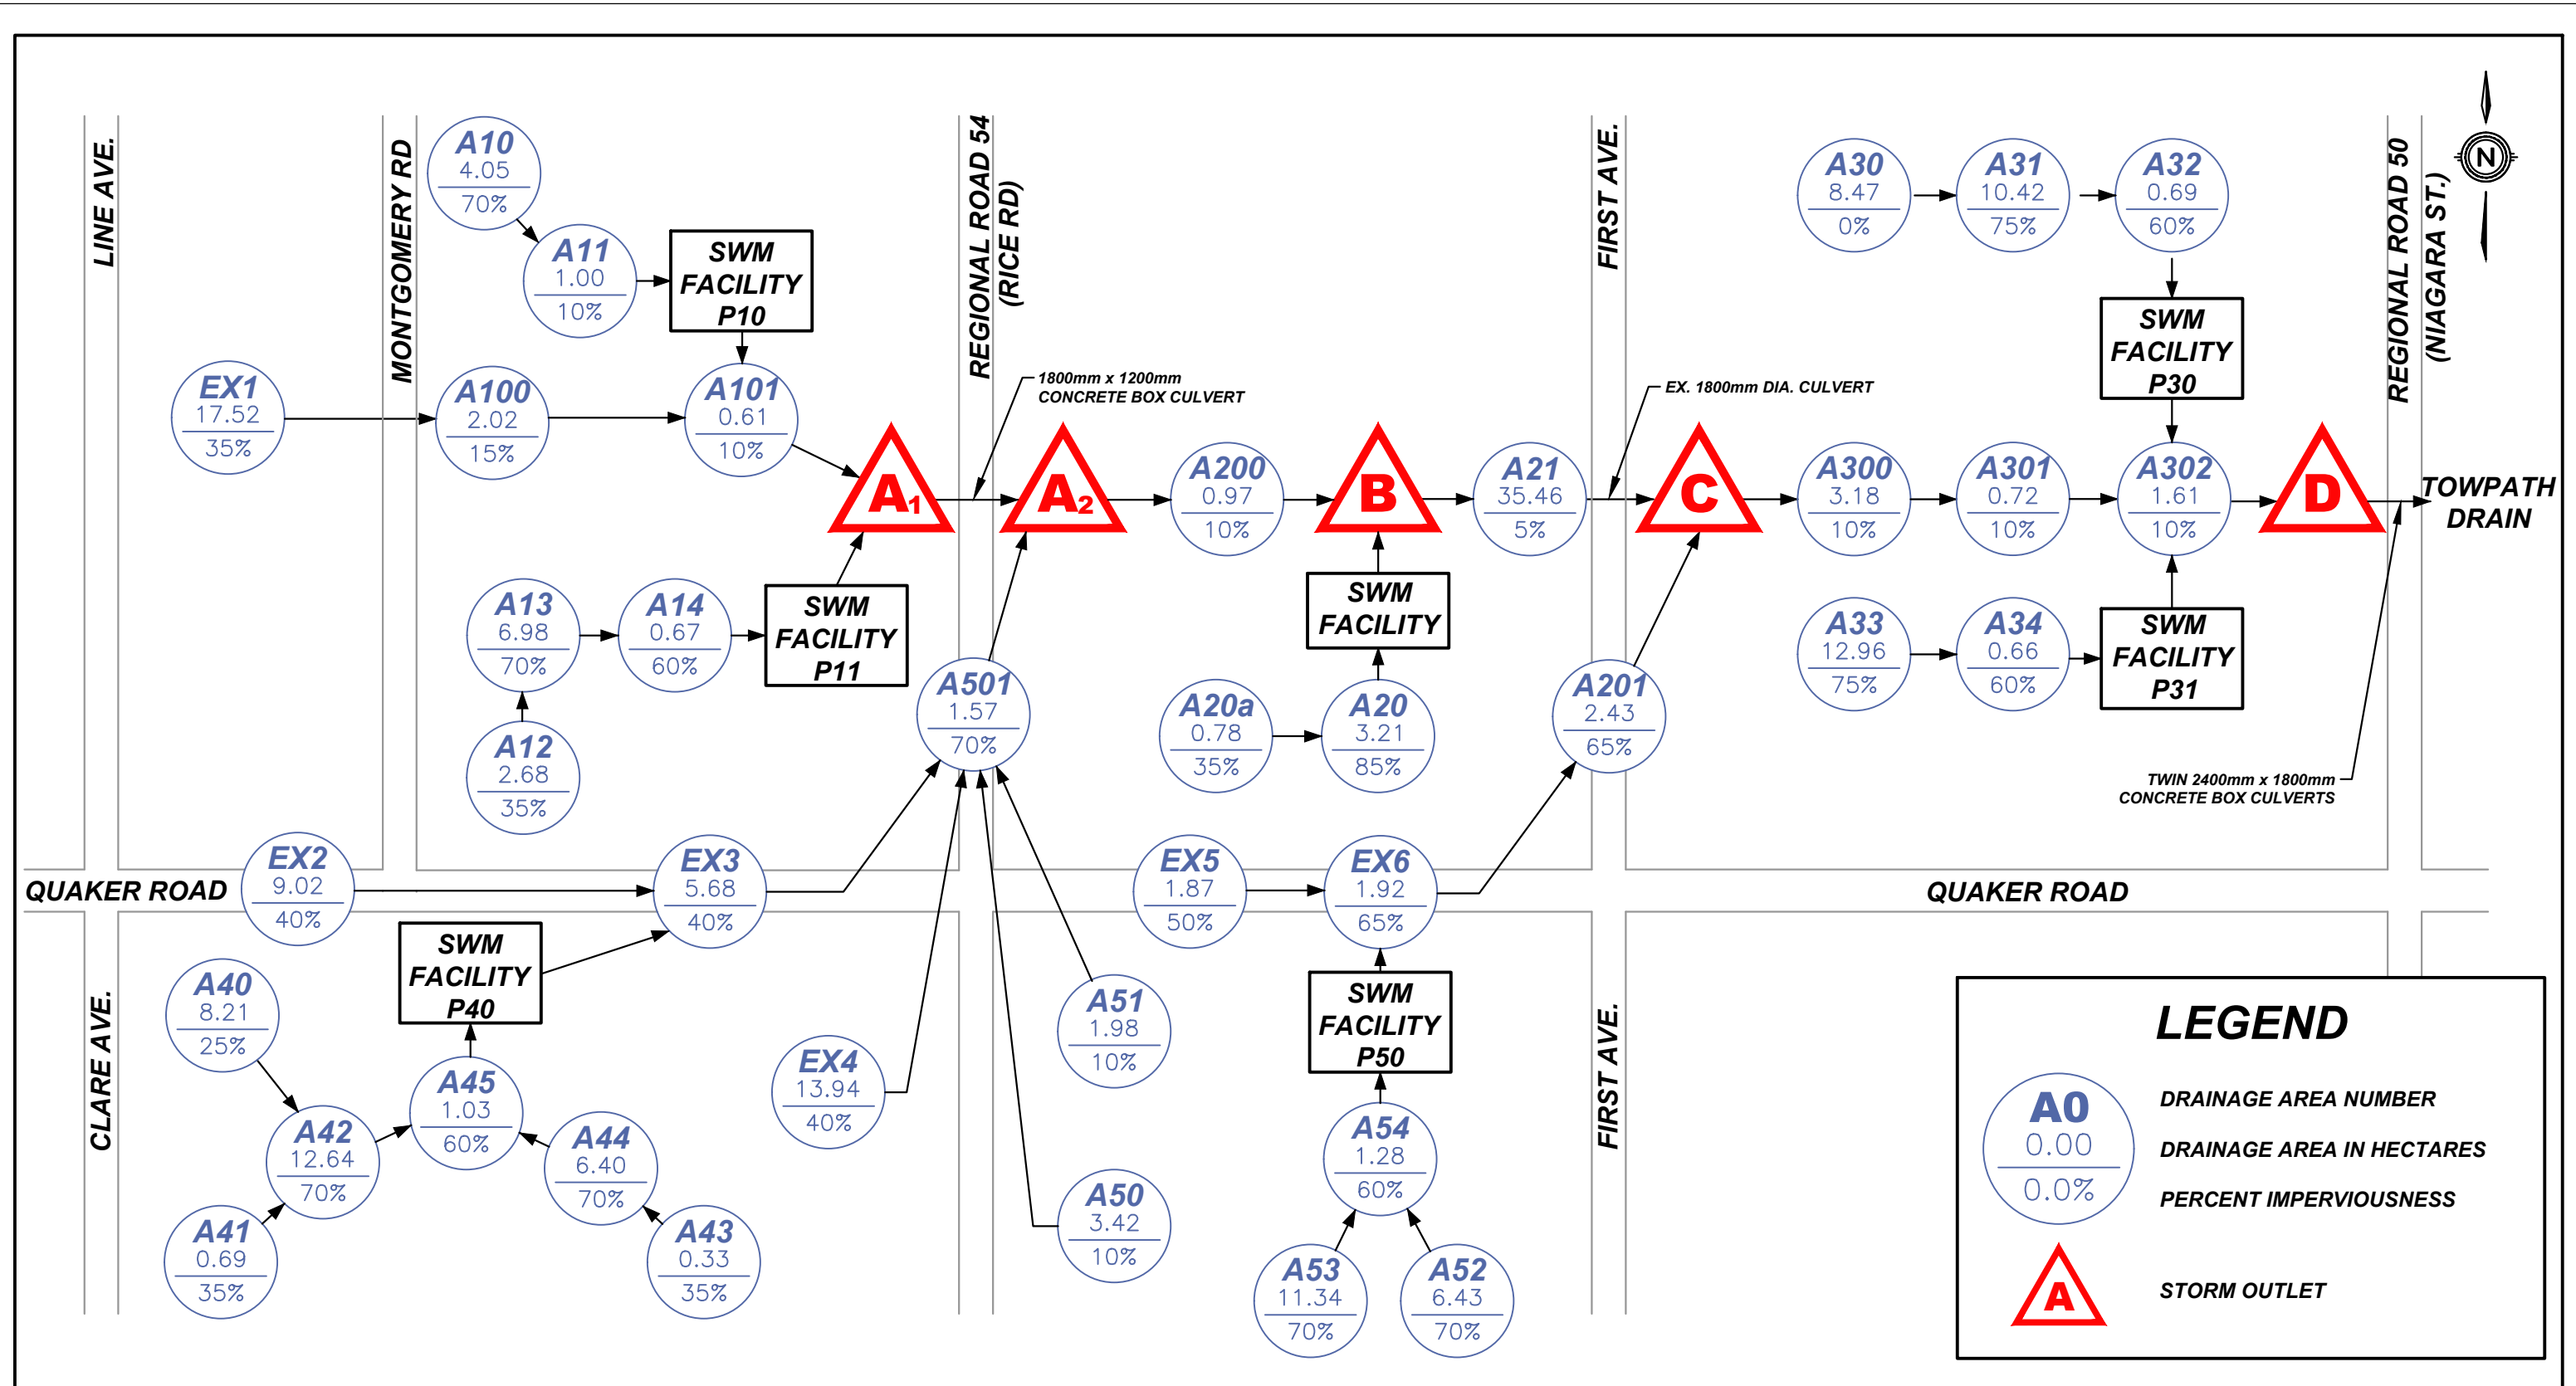 LINE AVE.
MONTGOMERY RD
REGIONAL ROAD 54
(RICE RD)
FIRST AVE.
REGIONAL ROAD 50
(NIAGARA ST.)
N
A10
4.05
70%
A11
1.00
10%
SWM
FACILITY
P10
EX1
17.52
35%
A100
2.02
15%
A101
0.61
10%
A1
1800mm x 1200mm
CONCRETE BOX CULVERT
A2
A200
0.97
10%
B
A21
35.46
5%
EX. 1800mm DIA. CULVERT
C
A30
8.47
0%
A31
10.42
75%
A32
0.69
60%
SWM
FACILITY
P30
A300
3.18
10%
A301
0.72
10%
A302
1.61
10%
D
TOWPATH
DRAIN
A13
6.98
70%
A14
0.67
60%
SWM
FACILITY
P11
A12
2.68
35%
A501
1.57
70%
SWM
FACILITY
A20a
0.78
35%
A20
3.21
85%
A201
2.43
65%
A33
12.96
75%
A34
0.66
60%
SWM
FACILITY
P31
TWIN 2400mm x 1800mm
CONCRETE BOX CULVERTS
QUAKER ROAD
EX2
9.02
40%
EX3
5.68
40%
EX5
1.87
50%
EX6
1.92
65%
QUAKER ROAD
CLARE AVE.
SWM
FACILITY
P40
A40
8.21
25%
A45
1.03
60%
A42
12.64
70%
A44
6.40
70%
A41
0.69
35%
A43
0.33
35%
EX4
13.94
40%
A51
1.98
10%
A50
3.42
10%
SWM
FACILITY
P50
A54
1.28
60%
A53
11.34
70%
A52
6.43
70%
FIRST AVE.
LEGEND
A0
0.00
0.0%
DRAINAGE AREA NUMBER
DRAINAGE AREA IN HECTARES
PERCENT IMPERVIOUSNESS
A
STORM OUTLET